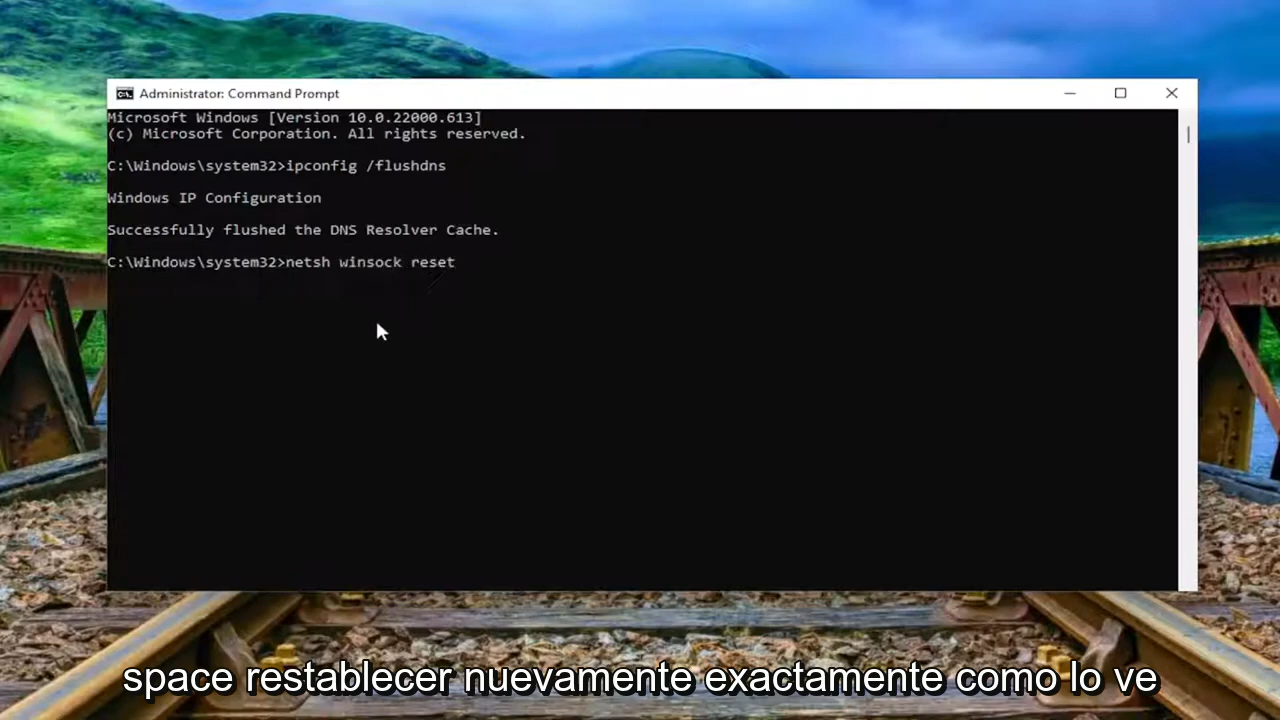 Administrator: Command Prompt
Microsoft Windows [Version 10.0.22000.613]
(c) Microsoft Corporation. All rights reserved.
C:\Windows\system32>ipconfig /flushdns
Windows IP Configuration
Successfully flushed the DNS Resolver Cache.
C:\Windows\system32>netsh winsock reset
space restablecer nuevamente exactamente como lo ve